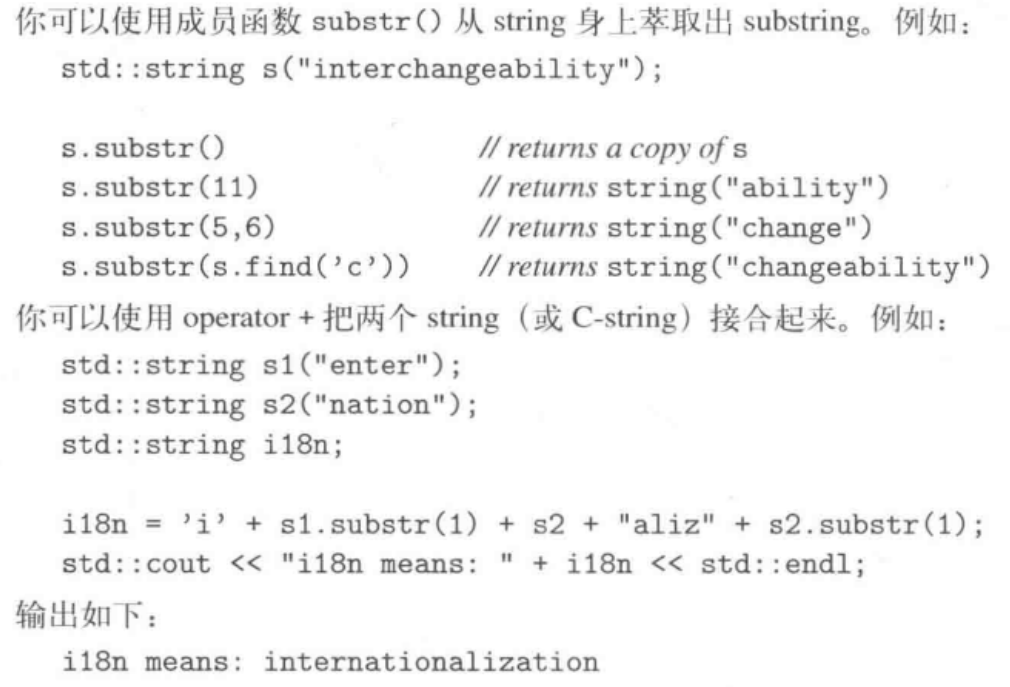 你可以使用成员函数 substr() 从 string 身上萃取出 substring。例如：
std::string s("interchangeability");
s.substr() // returns a copy of s
s.substr(11) // returns string("ability")
s.substr(5,6) // returns string("change")
s.substr(s.find('c')) // returns string("changeability")
你可以使用 operator + 把两个 string（或 C-string）接合起来。例如：
std::string s1("enter");
std::string s2("nation");
std::string i18n;
i18n = 'i' + s1.substr(1) + s2 + "aliz" + s2.substr(1);
std::cout << "i18n means: " + i18n << std::endl;
输出如下：
i18n means: internationalization